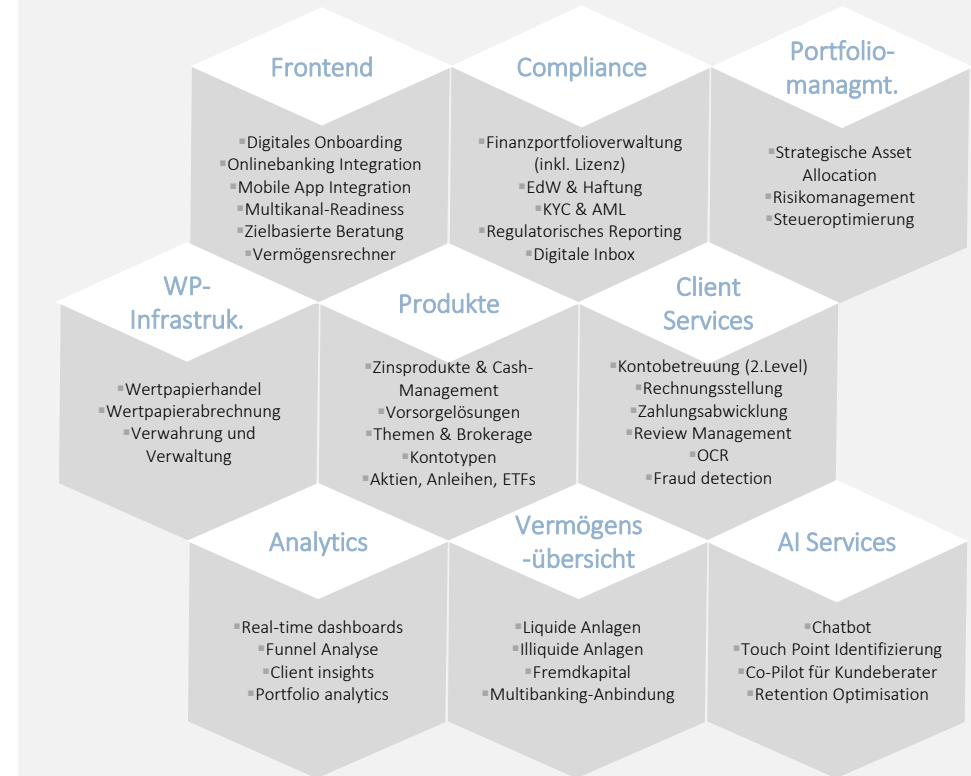 Frontend
▪Digitales Onboarding
▪Onlinebanking Integration
▪Mobile App Integration
▪Multikanal-Readiness
▪Zielbasierte Beratung
▪Vermögensrechner
Compliance
▪Finanzportfolioverwaltung
(inkl. Lizenz)
▪EdW & Haftung
▪KYC & AML
▪Regulatorisches Reporting
▪Digitale Inbox
Portfolio-
managmt.
▪Strategische Asset
Allocation
▪Risikomanagement
▪Steueroptimierung
WP-
Infrastruk.
▪Wertpapierhandel
▪Wertpapierabrechnung
▪Verwahrung und
Verwaltung
Produkte
▪Zinsprodukte & Cash-
Management
▪Vorsorgelösungen
▪Themen & Brokerage
▪Kontotypen
▪Aktien, Anleihen, ETFs
Client
Services
▪Kontobetreuung (2.Level)
▪Rechnungsstellung
▪Zahlungsabwicklung
▪Review Management
▪OCR
▪Fraud detection
Analytics
▪Real-time dashboards
▪Funnel Analyse
▪Client insights
▪Portfolio analytics
Vermögens
-übersicht
▪Liquide Anlagen
▪Illiquide Anlagen
▪Fremdkapital
▪Multibanking-Anbindung
AI Services
▪Chatbot
▪Touch Point Identifizierung
▪Co-Pilot für Kundeberater
▪Retention Optimisation